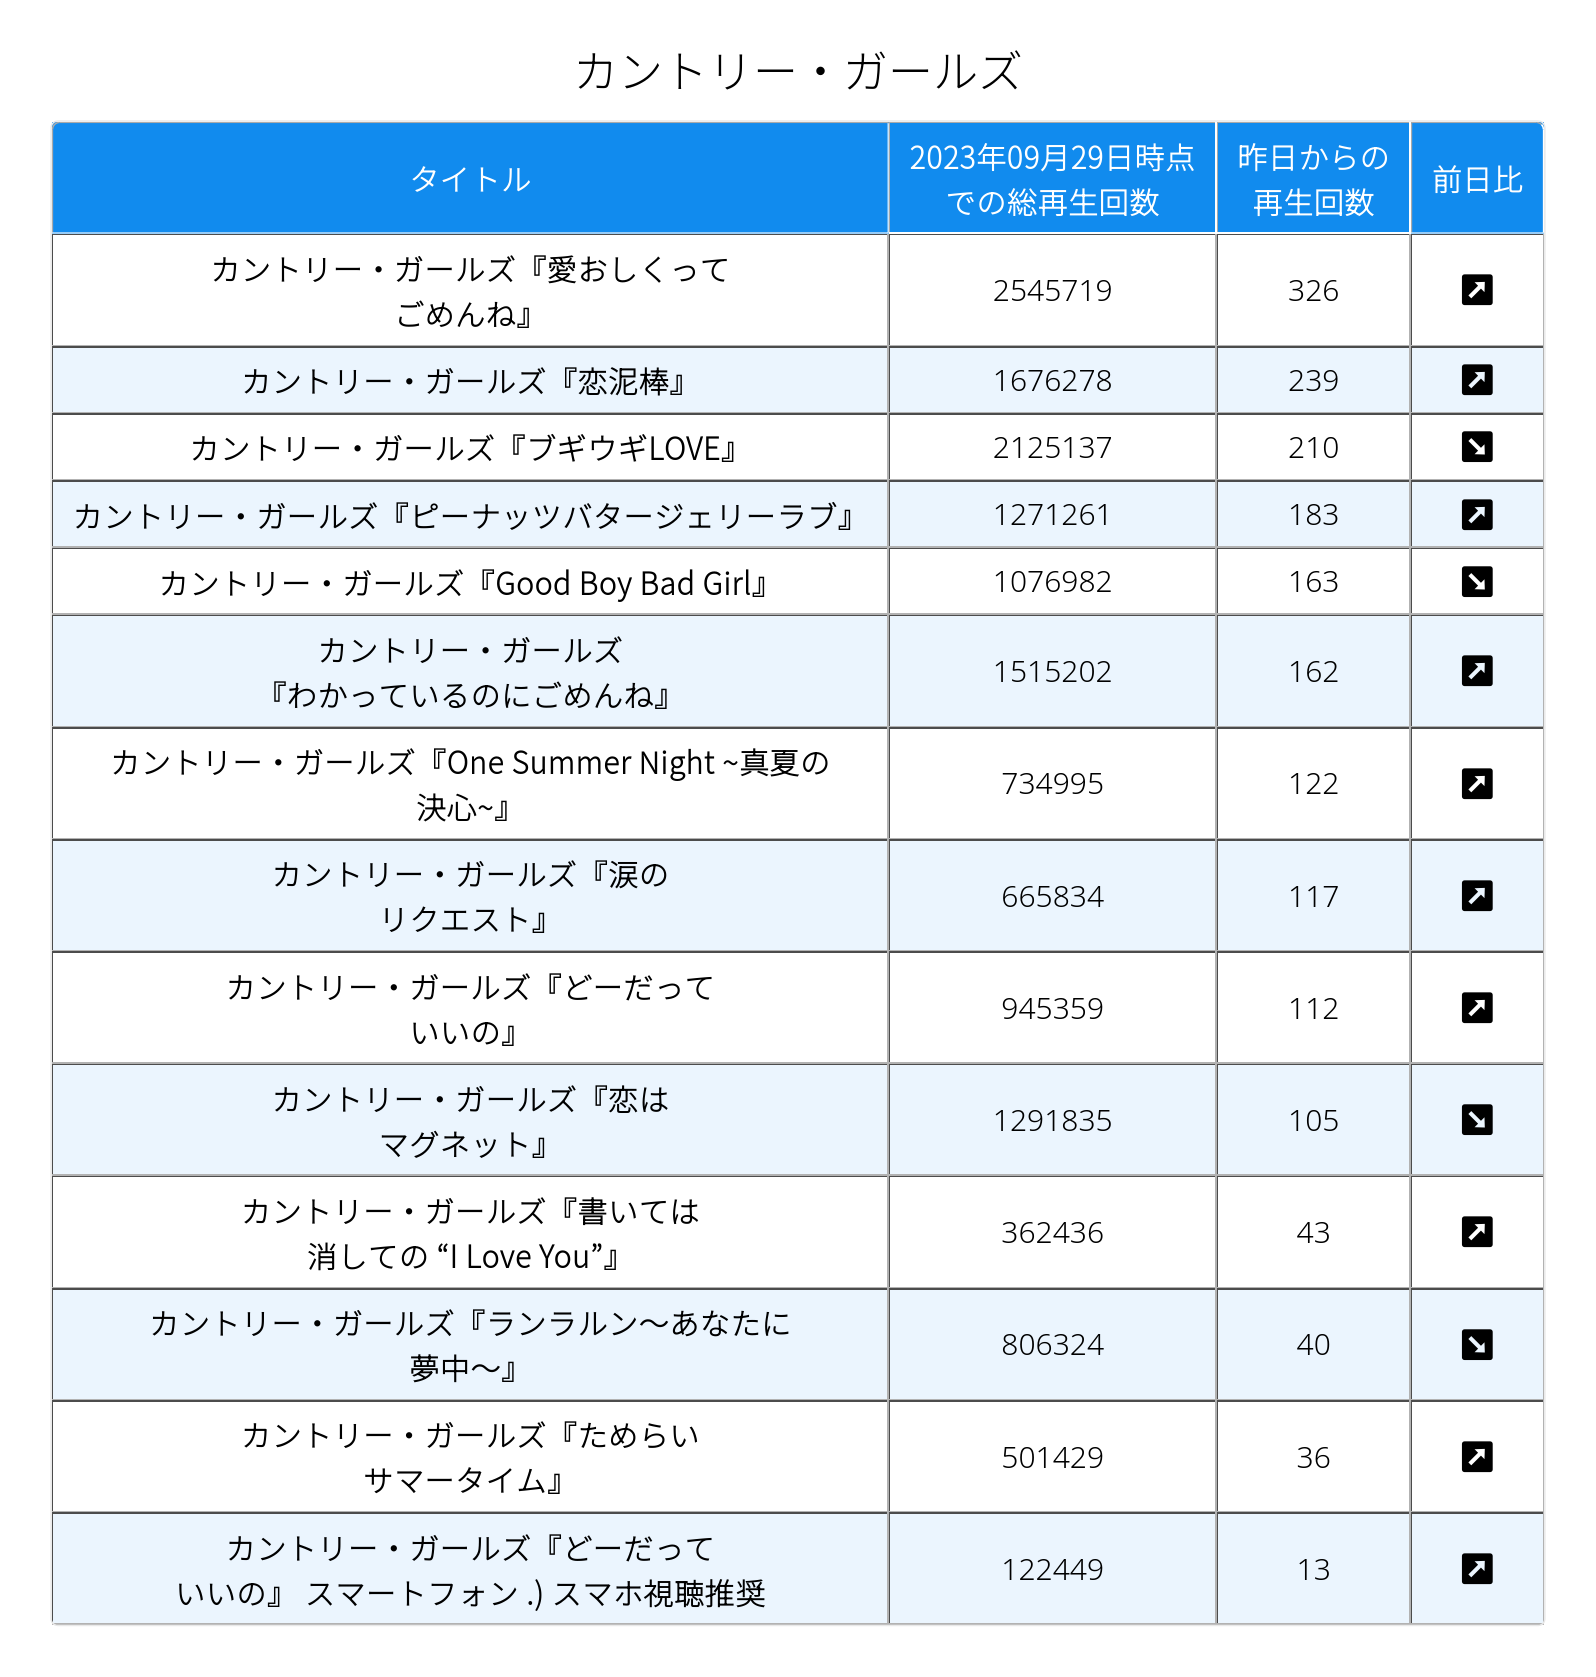 カントリー・ガールズ
タイトル
2023年09月29日時点
での総再生回数
昨日からの
再生回数
前日比
カントリー・ガールズ『愛おしくって
ごめんね』
2545719
326
カントリー・ガールズ『恋泥棒』
1676278
239
カントリー・ガールズ『ブギウギLOVE』
2125137
210
カントリー・ガールズ『ピーナッツバタージェリーラブ』
1271261
183
カントリー・ガールズ『Good Boy Bad Girl』
1076982
163
カントリー・ガールズ
『わかっているのにごめんね』
1515202
162
カントリー・ガールズ『One Summer Night ~真夏の
決心~』
734995
122
カントリー・ガールズ『涙の
リクエスト』
665834
117
カントリー・ガールズ『どーだって
いいの』
945359
112
カントリー・ガールズ『恋は
マグネット』
1291835
105
カントリー・ガールズ『書いては
消しての “I Love You”』
362436
43
カントリー・ガールズ『ランラルン～あなたに
夢中～』
806324
40
カントリー・ガールズ『ためらい
サマータイム』
501429
36
カントリー・ガールズ『どーだって
いいの』 スマートフォン .) スマホ視聴推奨
122449
13